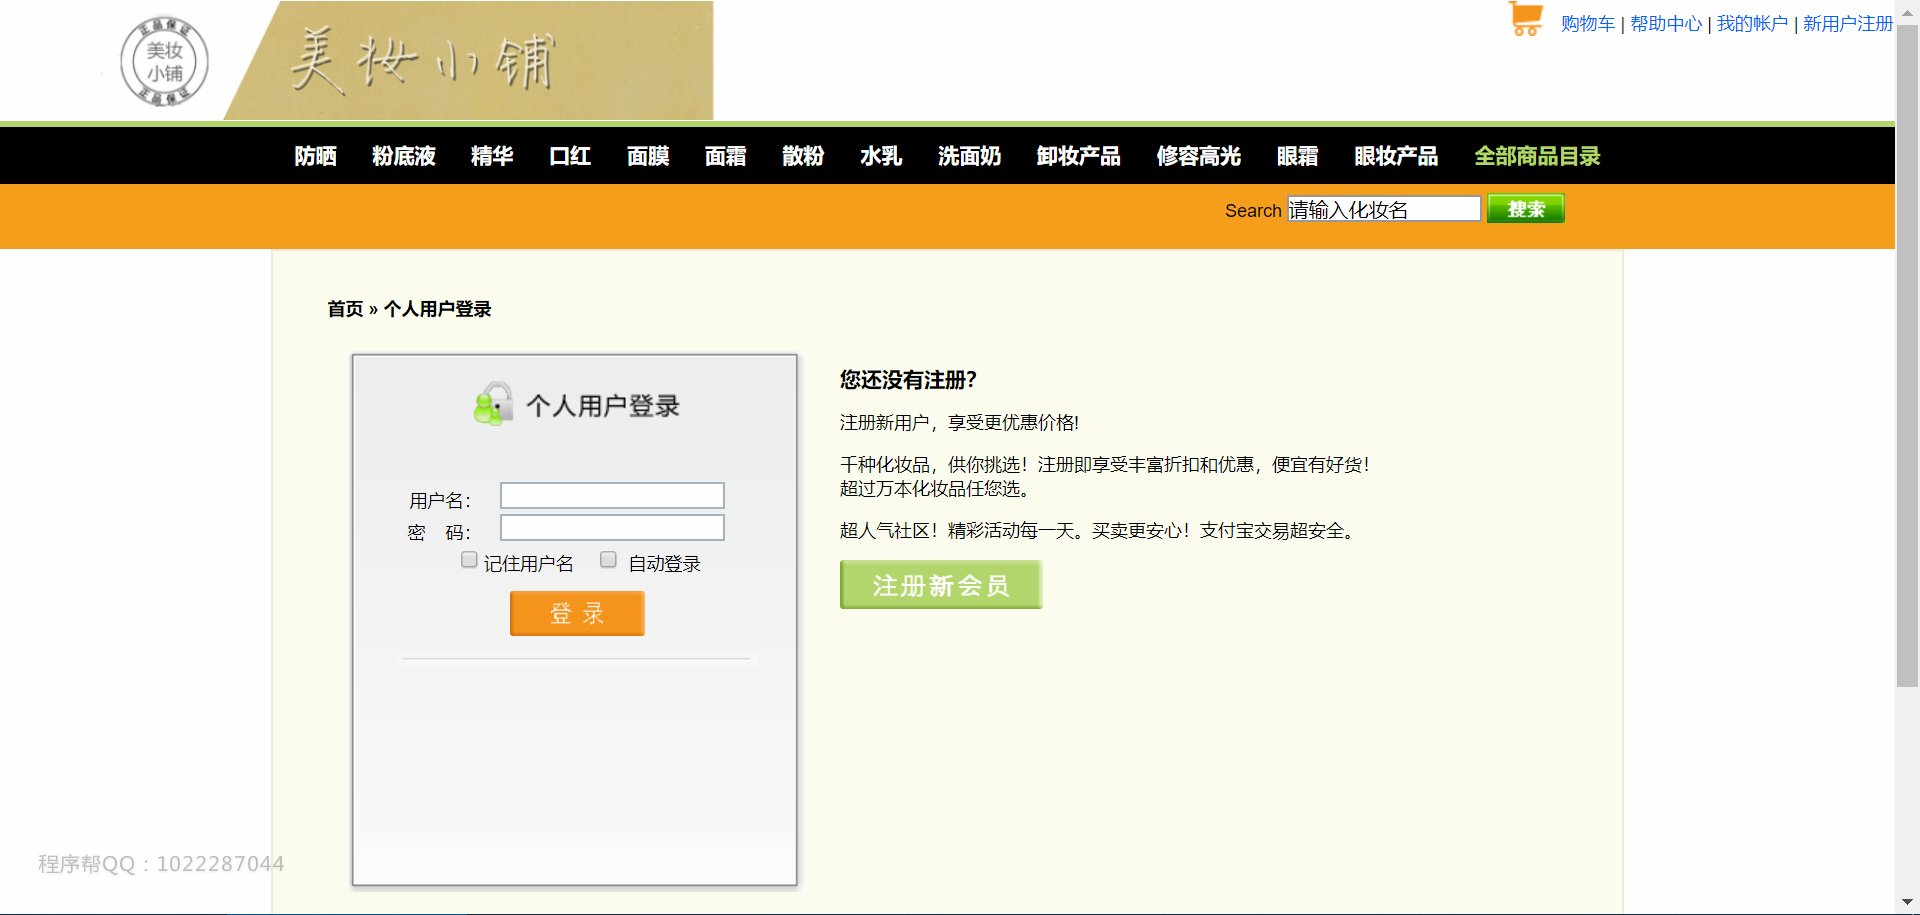 正品保证
美妆
小铺
正品保证
美妆小铺
购物车 | 帮助中心 | 我的帐户 | 新用户注册
防晒 粉底液 精华 口红 面膜 面霜 散粉 水乳 洗面奶 卸妆产品 修容高光 眼霜 眼妆产品 全部商品目录
Search 请输入化妆名 搜索
首页 » 个人用户登录
个人用户登录
用户名：
密 码：
记住用户名 自动登录
登 录
您还没有注册？
注册新用户，享受更优惠价格!
千种化妆品，供你挑选！注册即享受丰富折扣和优惠，便宜有好货！
超过万本化妆品任您选。
超人气社区！精彩活动每一天。买卖更安心！支付宝交易超安全。
注册新会员
程序帮QQ：1022287044